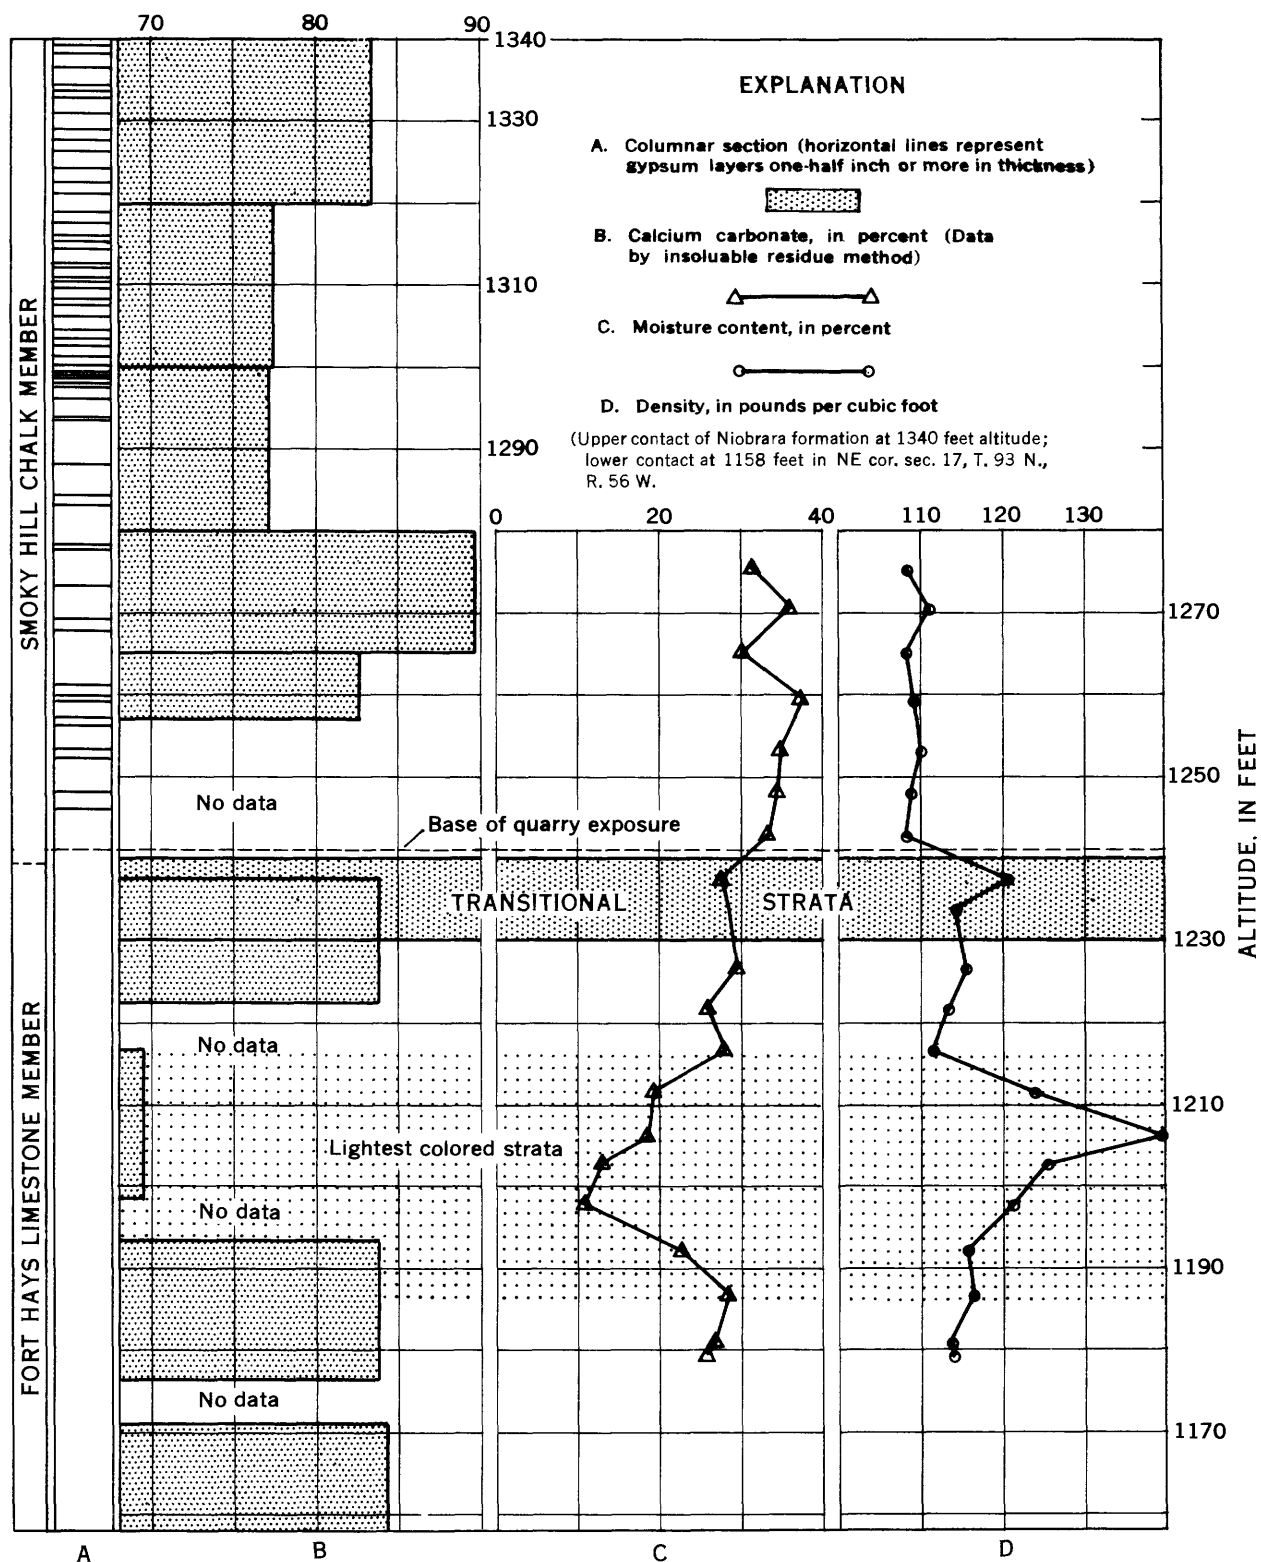 70 80 90
1340
EXPLANATION
1330
A. Columnar section (horizontal lines represent
gypsum layers one-half inch or more in thickness)
B. Calcium carbonate, in percent (Data
by insoluable residue method)
1310
C. Moisture content, in percent
D. Density, in pounds per cubic foot
(Upper contact of Niobrara formation at 1340 feet altitude;
lower contact at 1158 feet in NE cor. sec. 17, T. 93 N.,
R. 56 W.
1290
0 20 40 110 120 130
SMOKY HILL CHALK MEMBER
1270
1250
No data
Base of quarry exposure
TRANSITIONAL STRATA
1230
ALTITUDE, IN FEET
No data
1210
Lightest colored strata
No data
FORT HAYS LIMESTONE MEMBER
1190
No data
1170
A B C D